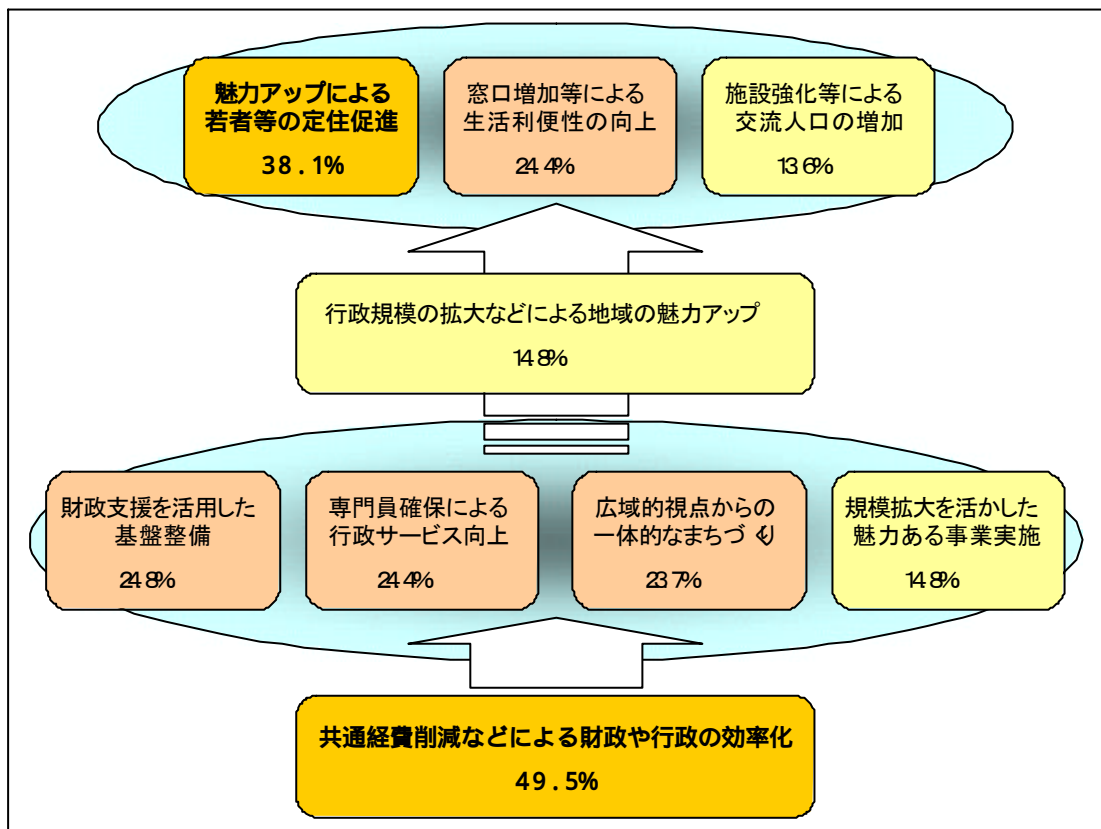 魅力アップによる
若者等の定住促進
38.1%
窓口増加等による
生活利便性の向上
24.4%
施設強化等による
交流人口の増加
13.6%
行政規模の拡大などによる地域の魅力アップ
14.8%
財政支援を活用した
基盤整備
24.8%
専門員確保による
行政サービス向上
24.4%
広域的視点からの
一体的なまちづくり
23.7%
規模拡大を活かした
魅力ある事業実施
14.8%
共通経費削減などによる財政や行政の効率化
49.5%